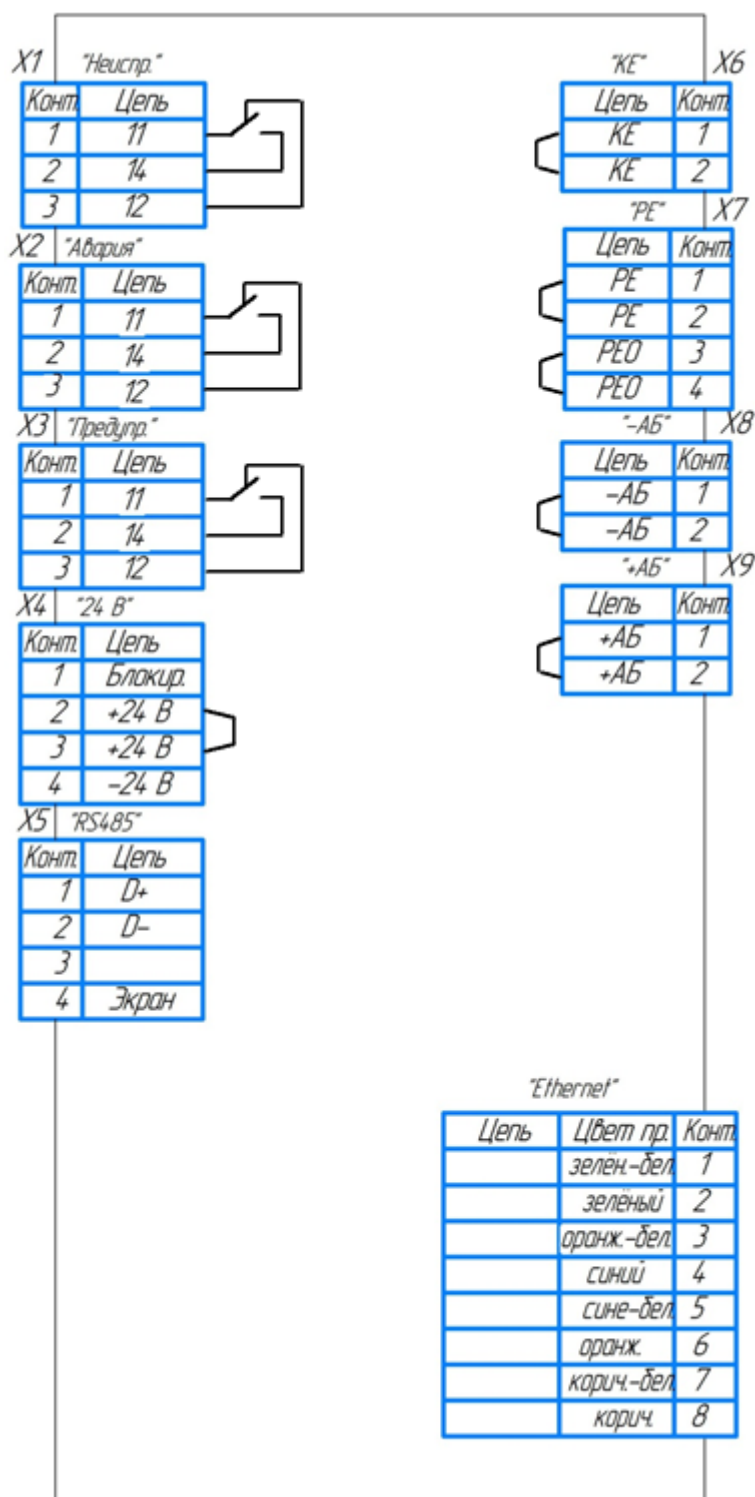 X1 "Неиспр."
Конт. Цепь
1 11
2 14
3 12
X2 "Авария"
Конт. Цепь
1 11
2 14
3 12
X3 "Предупр."
Конт. Цепь
1 11
2 14
3 12
X4 "24 В"
Конт. Цепь
1 Блокир.
2 +24 В
3 +24 В
4 -24 В
X5 "RS485"
Конт. Цепь
1 D+
2 D-
3
4 Экран
"КЕ" X6
Цепь Конт.
КЕ 1
КЕ 2
"РЕ" X7
Цепь Конт.
РЕ 1
РЕ 2
РЕО 3
РЕО 4
"-АБ" X8
Цепь Конт.
-АБ 1
-АБ 2
"+АБ" X9
Цепь Конт.
+АБ 1
+АБ 2
"Ethernet"
Цепь Цвет пр. Конт.
зелён.-бел. 1
зелёный 2
оранж.-бел. 3
синий 4
сине-бел. 5
оранж. 6
корич.-бел. 7
корич. 8